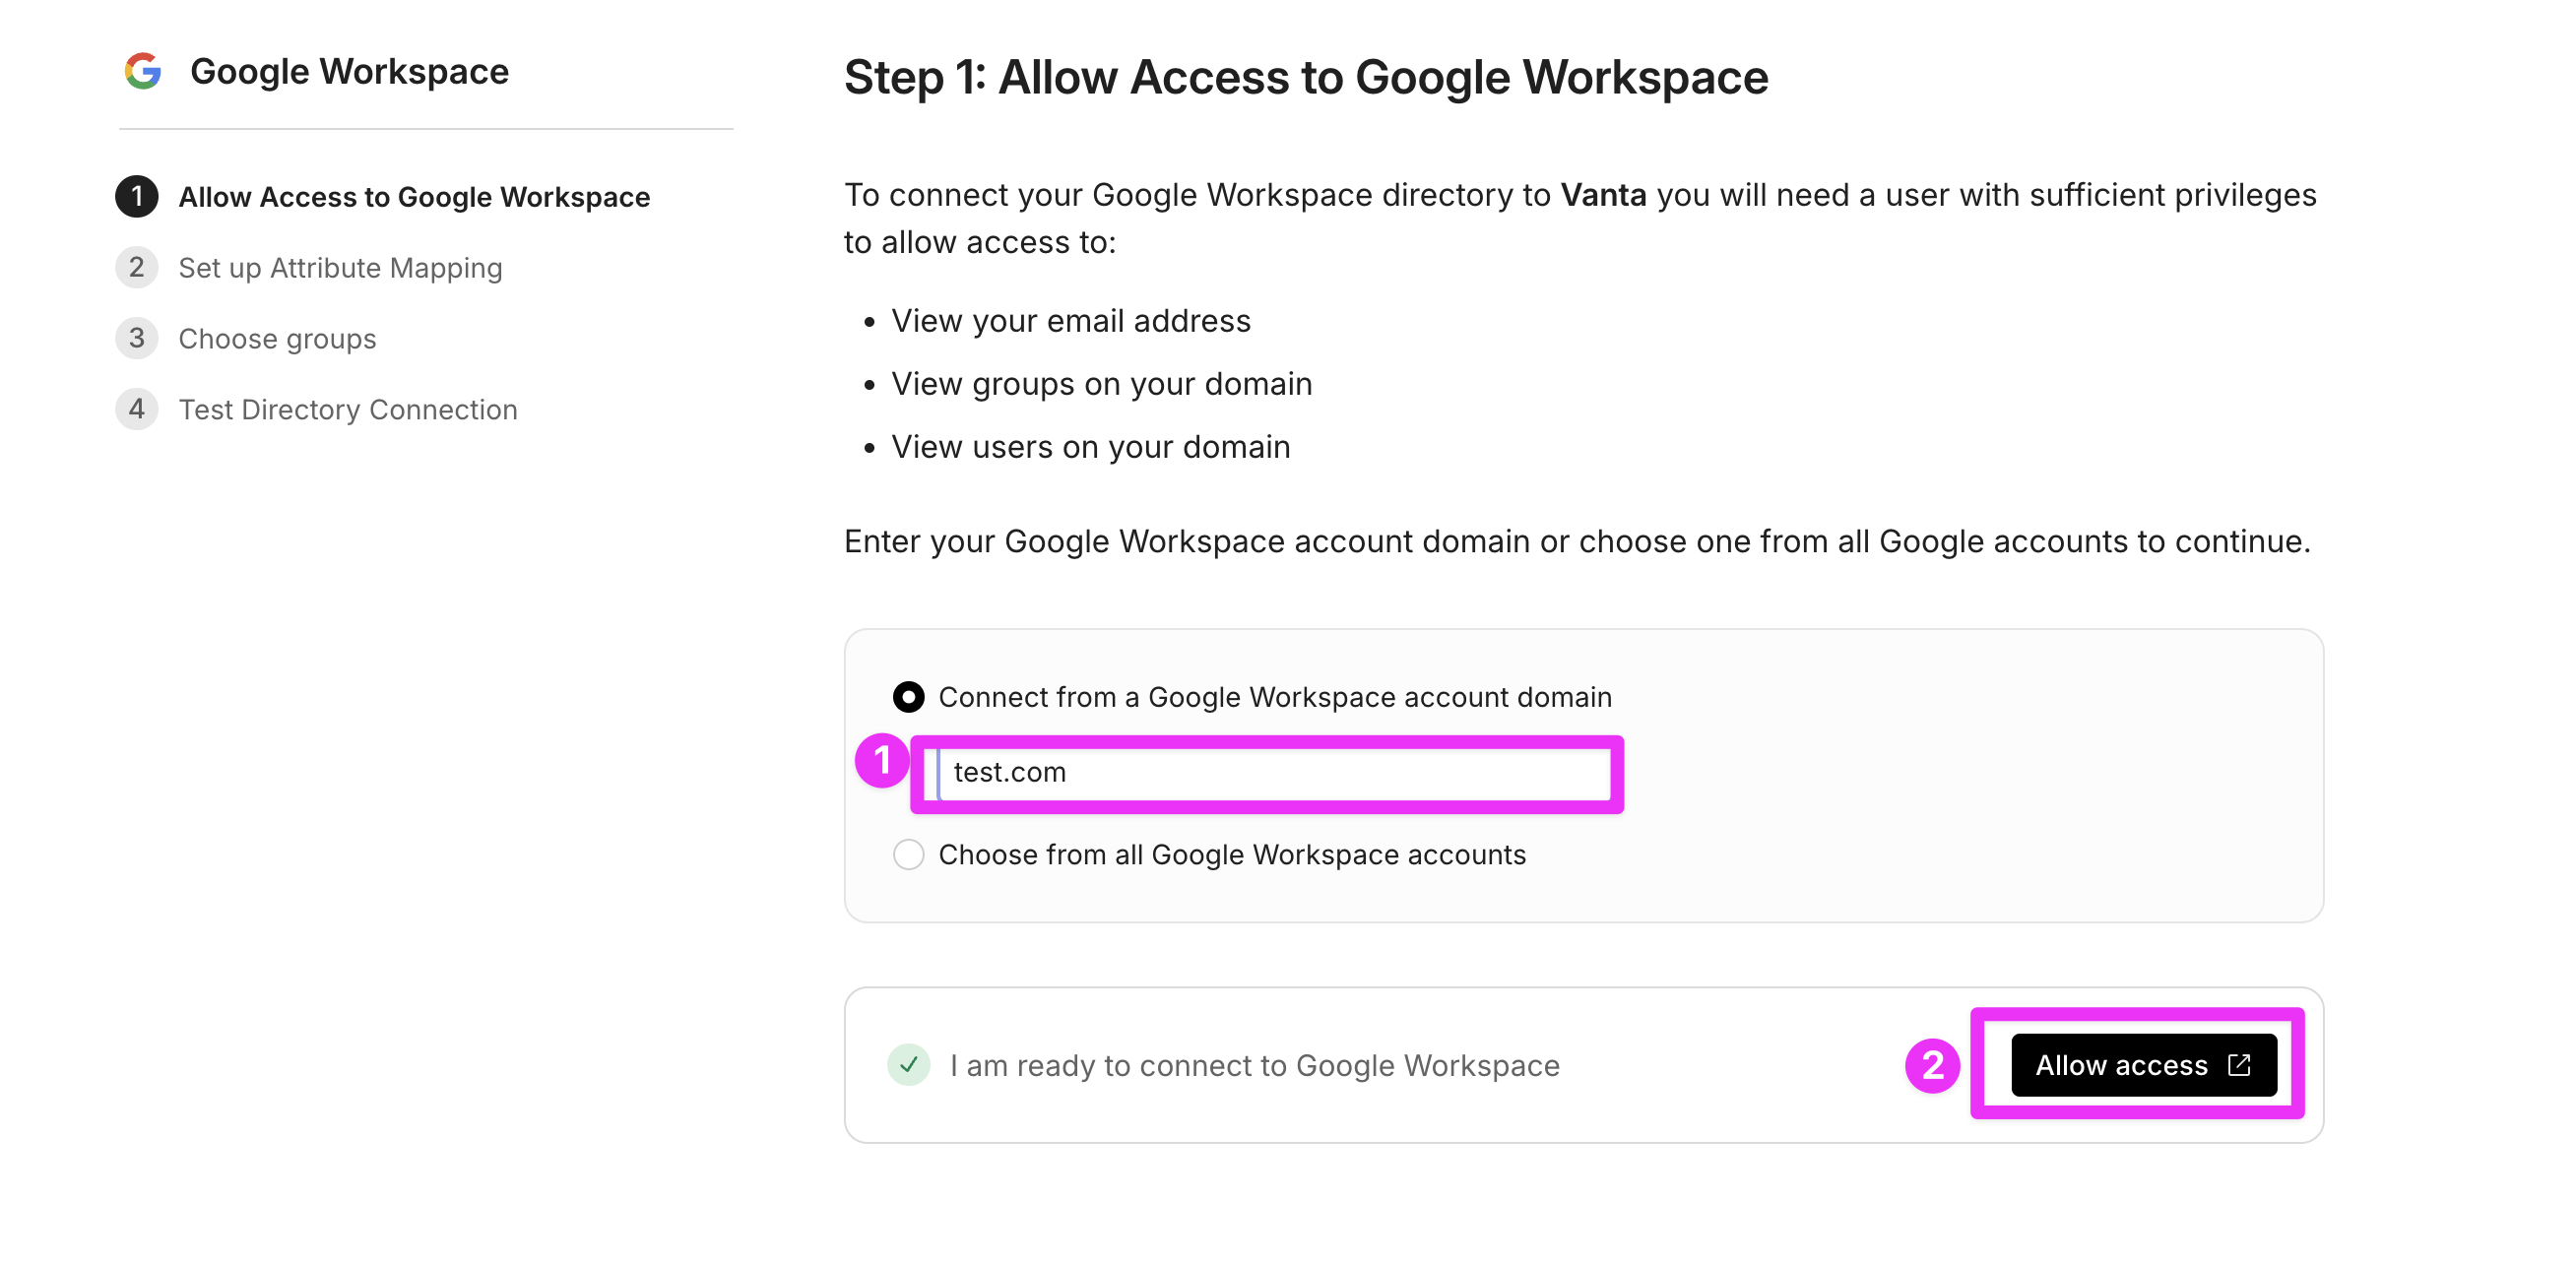 Google Workspace
1 Allow Access to Google Workspace
2 Set up Attribute Mapping
3 Choose groups
4 Test Directory Connection
Step 1: Allow Access to Google Workspace
To connect your Google Workspace directory to Vanta you will need a user with sufficient privileges
to allow access to:
• View your email address
• View groups on your domain
• View users on your domain
Enter your Google Workspace account domain or choose one from all Google accounts to continue.
Connect from a Google Workspace account domain
1 test.com
Choose from all Google Workspace accounts
I am ready to connect to Google Workspace
2 Allow access